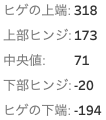 ヒゲの上端: 318
上部ヒンジ: 173
中央値: 71
下部ヒンジ: -20
ヒゲの下端: -194